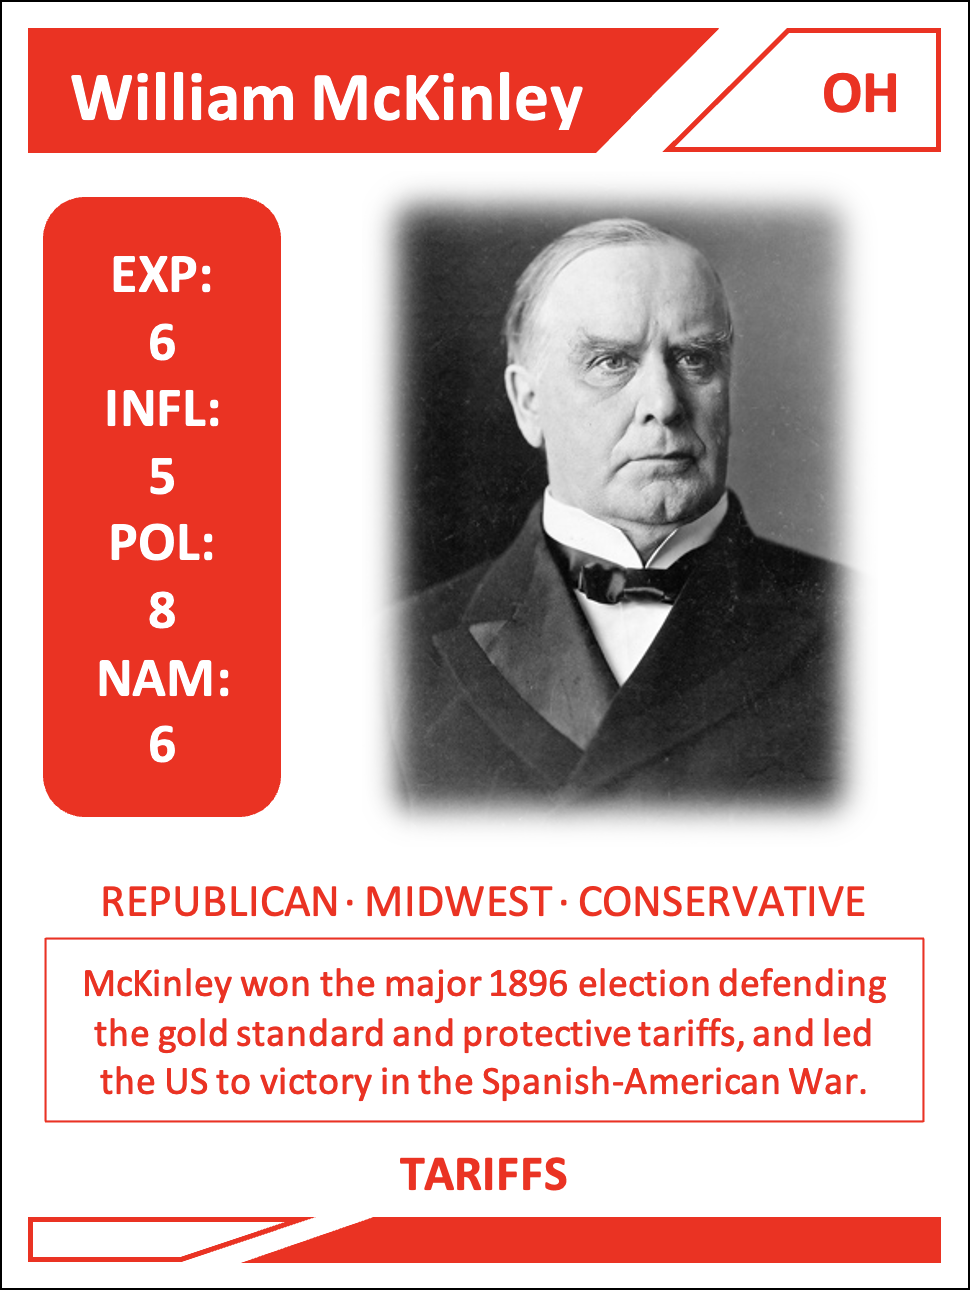 William McKinley
OH
EXP:
6
INFL:
5
POL:
8
NAM:
6
REPUBLICAN · MIDWEST · CONSERVATIVE
McKinley won the major 1896 election defending
the gold standard and protective tariffs, and led
the US to victory in the Spanish-American War.
TARIFFS